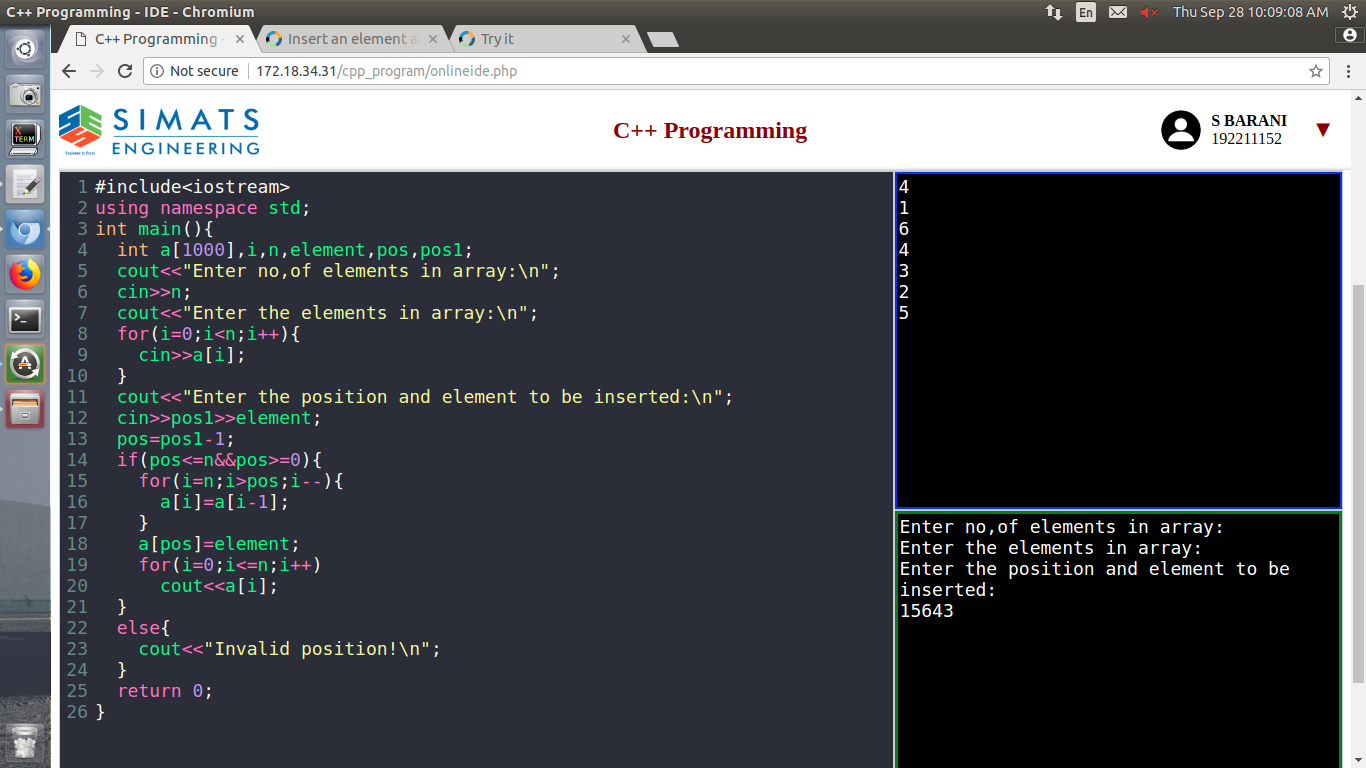 C++ Programming - IDE - Chromium
En
Thu Sep 28 10:09:08 AM
C++ Programming -
Insert an element a
Try it
Not secure
172.18.34.31/cpp_program/onlineide.php
SIMATS
ENGINEERING
C++ Programming
S BARANI
192211152
XTERM
1 #include<iostream>
2 using namespace std;
3 int main(){
4   int a[1000],i,n,element,pos,pos1;
5   cout<<"Enter no,of elements in array:\n";
6   cin>>n;
7   cout<<"Enter the elements in array:\n";
8   for(i=0;i<n;i++){
9     cin>>a[i];
10   }
11   cout<<"Enter the position and element to be inserted:\n";
12   cin>>pos1>>element;
13   pos=pos1-1;
14   if(pos<=n&&pos>=0){
15     for(i=n;i>pos;i--){
16       a[i]=a[i-1];
17     }
18     a[pos]=element;
19     for(i=0;i<=n;i++)
20       cout<<a[i];
21   }
22   else{
23     cout<<"Invalid position!\n";
24   }
25   return 0;
26 }
4
1
6
4
3
2
5
Enter no,of elements in array:
Enter the elements in array:
Enter the position and element to be
inserted:
15643